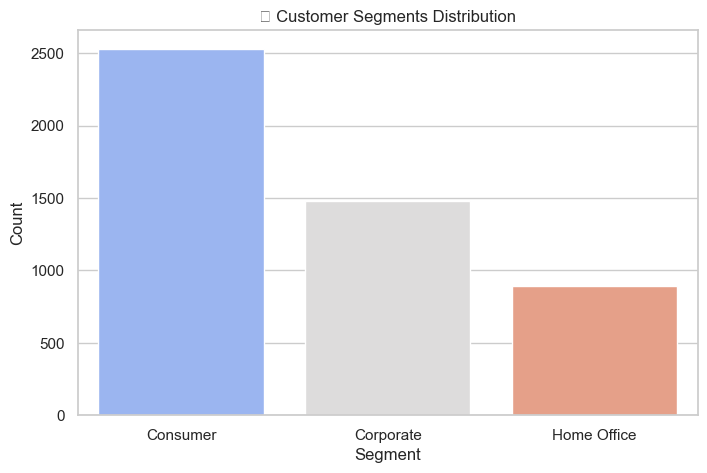 Customer Segments Distribution
2500
2000
1500
1000
500
0
Count
Consumer
Corporate
Home Office
Segment